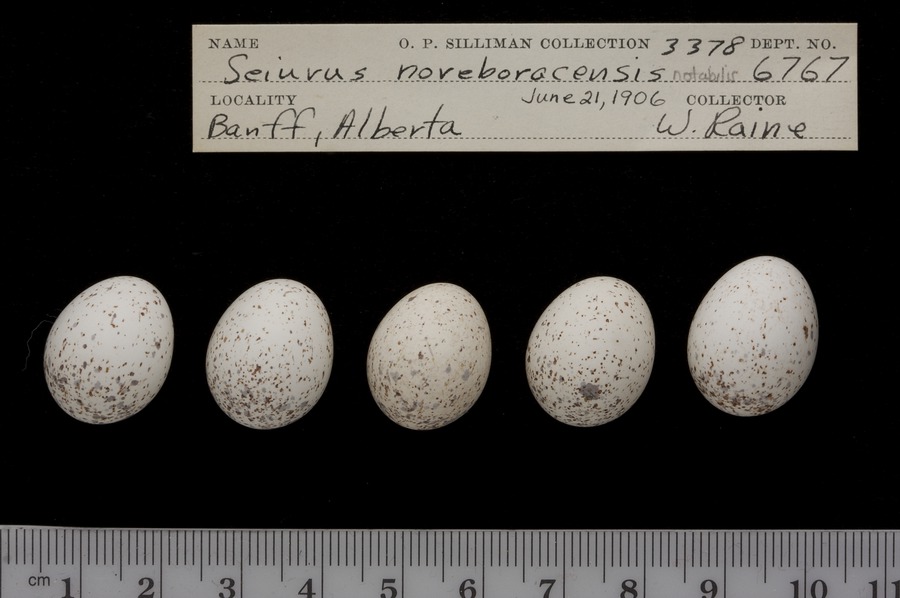 NAME O. P. SILLIMAN COLLECTION 3378 DEPT. NO.
Seiurus noveboracensis notabilis 6767
LOCALITY June 21, 1906 COLLECTOR
Banff, Alberta W. Raine
cm 1 2 3 4 5 6 7 8 9 10 11